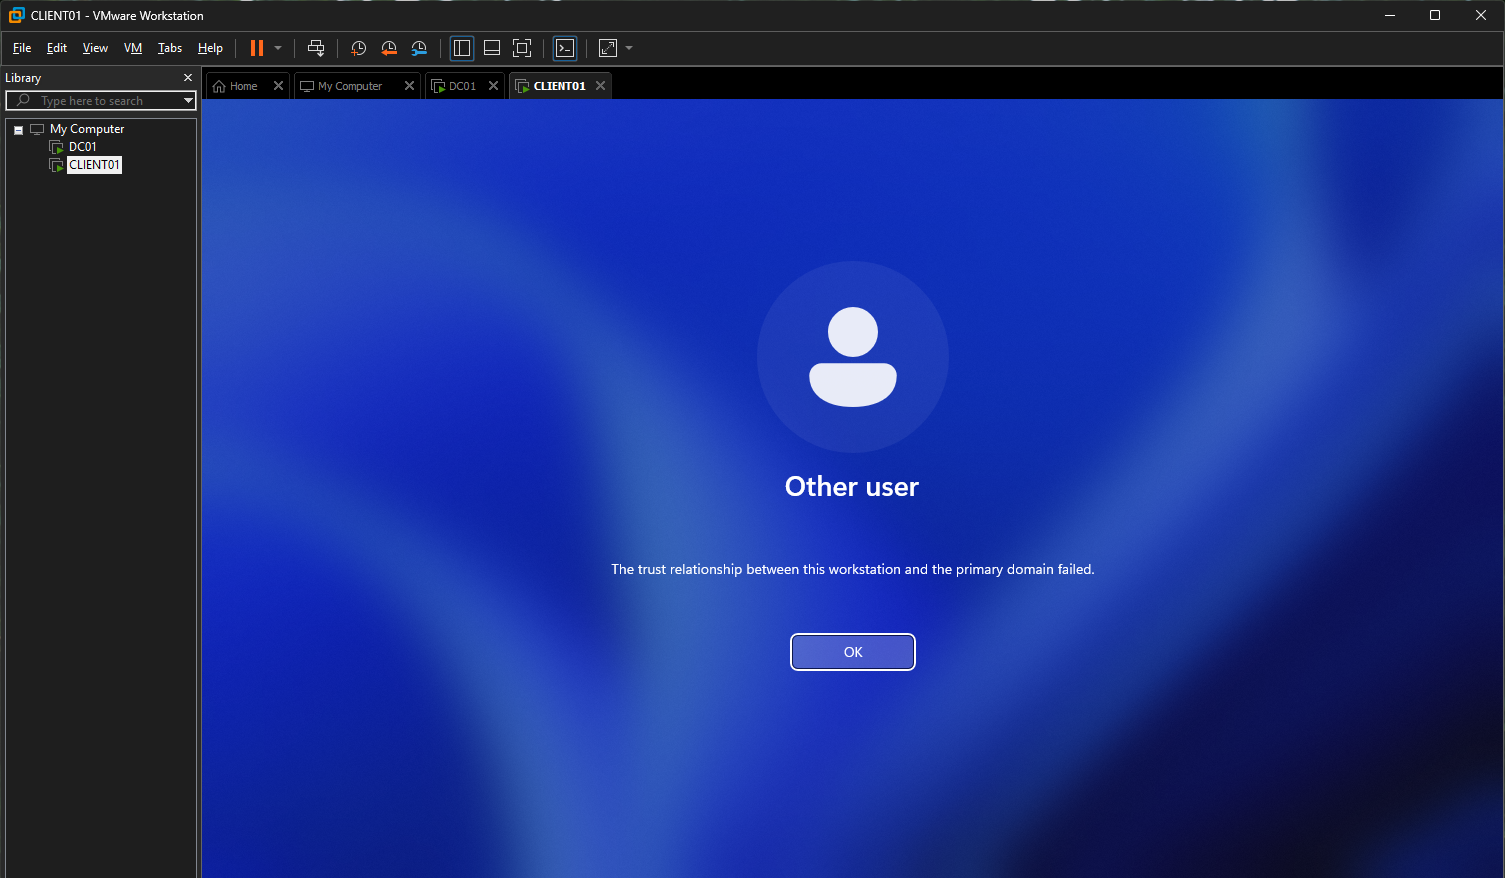 CLIENT01 - VMware Workstation
File Edit View VM Tabs Help
Library
Type here to search
My Computer
DC01
CLIENT01
Home My Computer DC01 CLIENT01
Other user
The trust relationship between this workstation and the primary domain failed.
OK